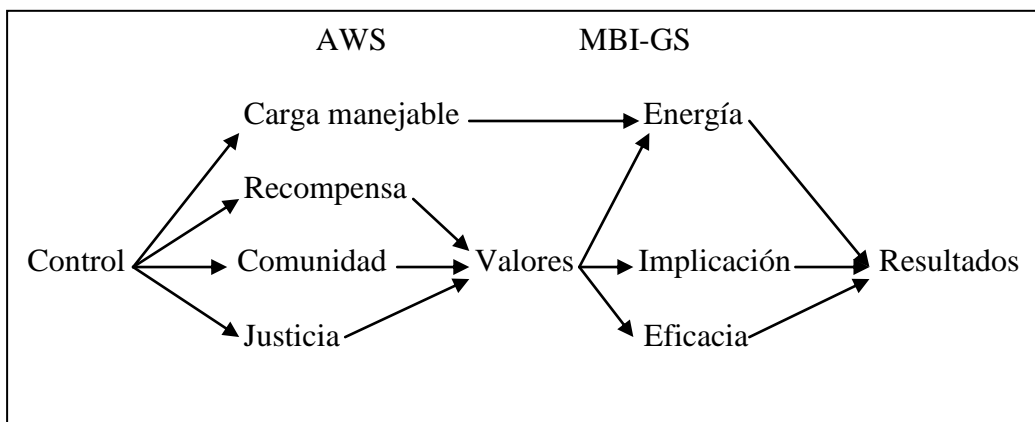 AWS MBI-GS
Carga manejable Energía
Recompensa
Control Comunidad Valores Implicación Resultados
Justicia Eficacia